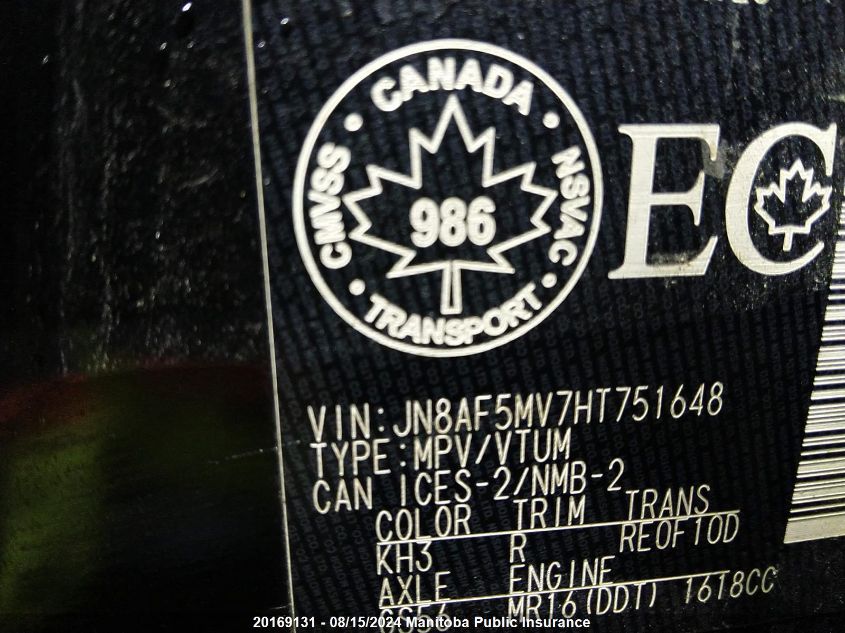 CANADA
CMVSS
NSVAC
986
TRANSPORT
EC
VIN:JN8AF5MV7HT751648
TYPE:MPV/VTUM
CAN ICES-2/NMB-2
COLOR TRIM TRANS
KH3 R RE0F10D
AXLE ENGINE
GS56 MR16(DDT) 1618CC
20169131 - 08/15/2024 Manitoba Public Insurance